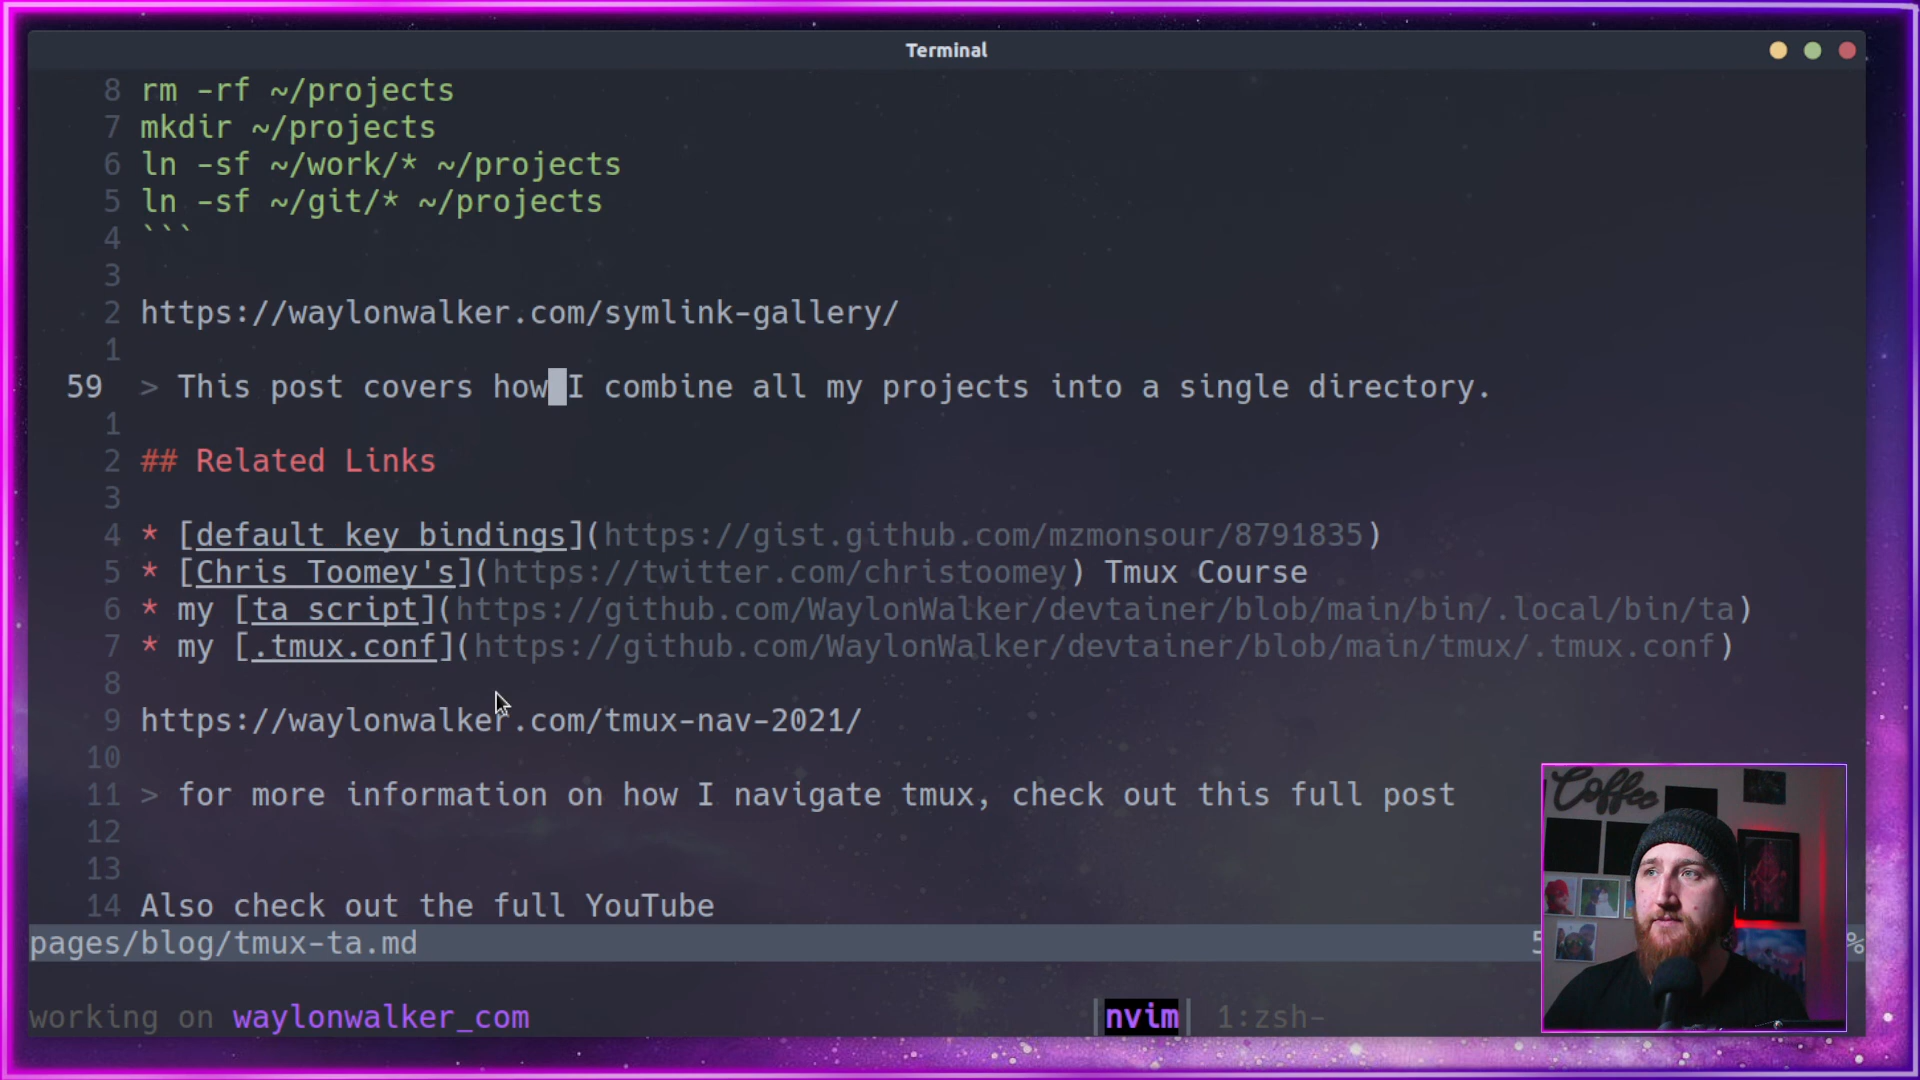 Terminal
8 rm -rf ~/projects
7 mkdir ~/projects
6 ln -sf ~/work/* ~/projects
5 ln -sf ~/git/* ~/projects
4 ```
3
2 https://waylonwalker.com/symlink-gallery/
1
59 > This post covers how I combine all my projects into a single directory.
1
2 ## Related Links
3
4 * [default key bindings](https://gist.github.com/mzmonsour/8791835)
5 * [Chris Toomey's](https://twitter.com/christoomey) Tmux Course
6 * my [ta script](https://github.com/WaylonWalker/devtainer/blob/main/bin/.local/bin/ta)
7 * my [.tmux.conf](https://github.com/WaylonWalker/devtainer/blob/main/tmux/.tmux.conf)
8
9 https://waylonwalker.com/tmux-nav-2021/
10
11 > for more information on how I navigate tmux, check out this full post
12
13
14 Also check out the full YouTube
pages/blog/tmux-ta.md %
working on waylonwalker_com |nvim| 1:zsh-
Coffee